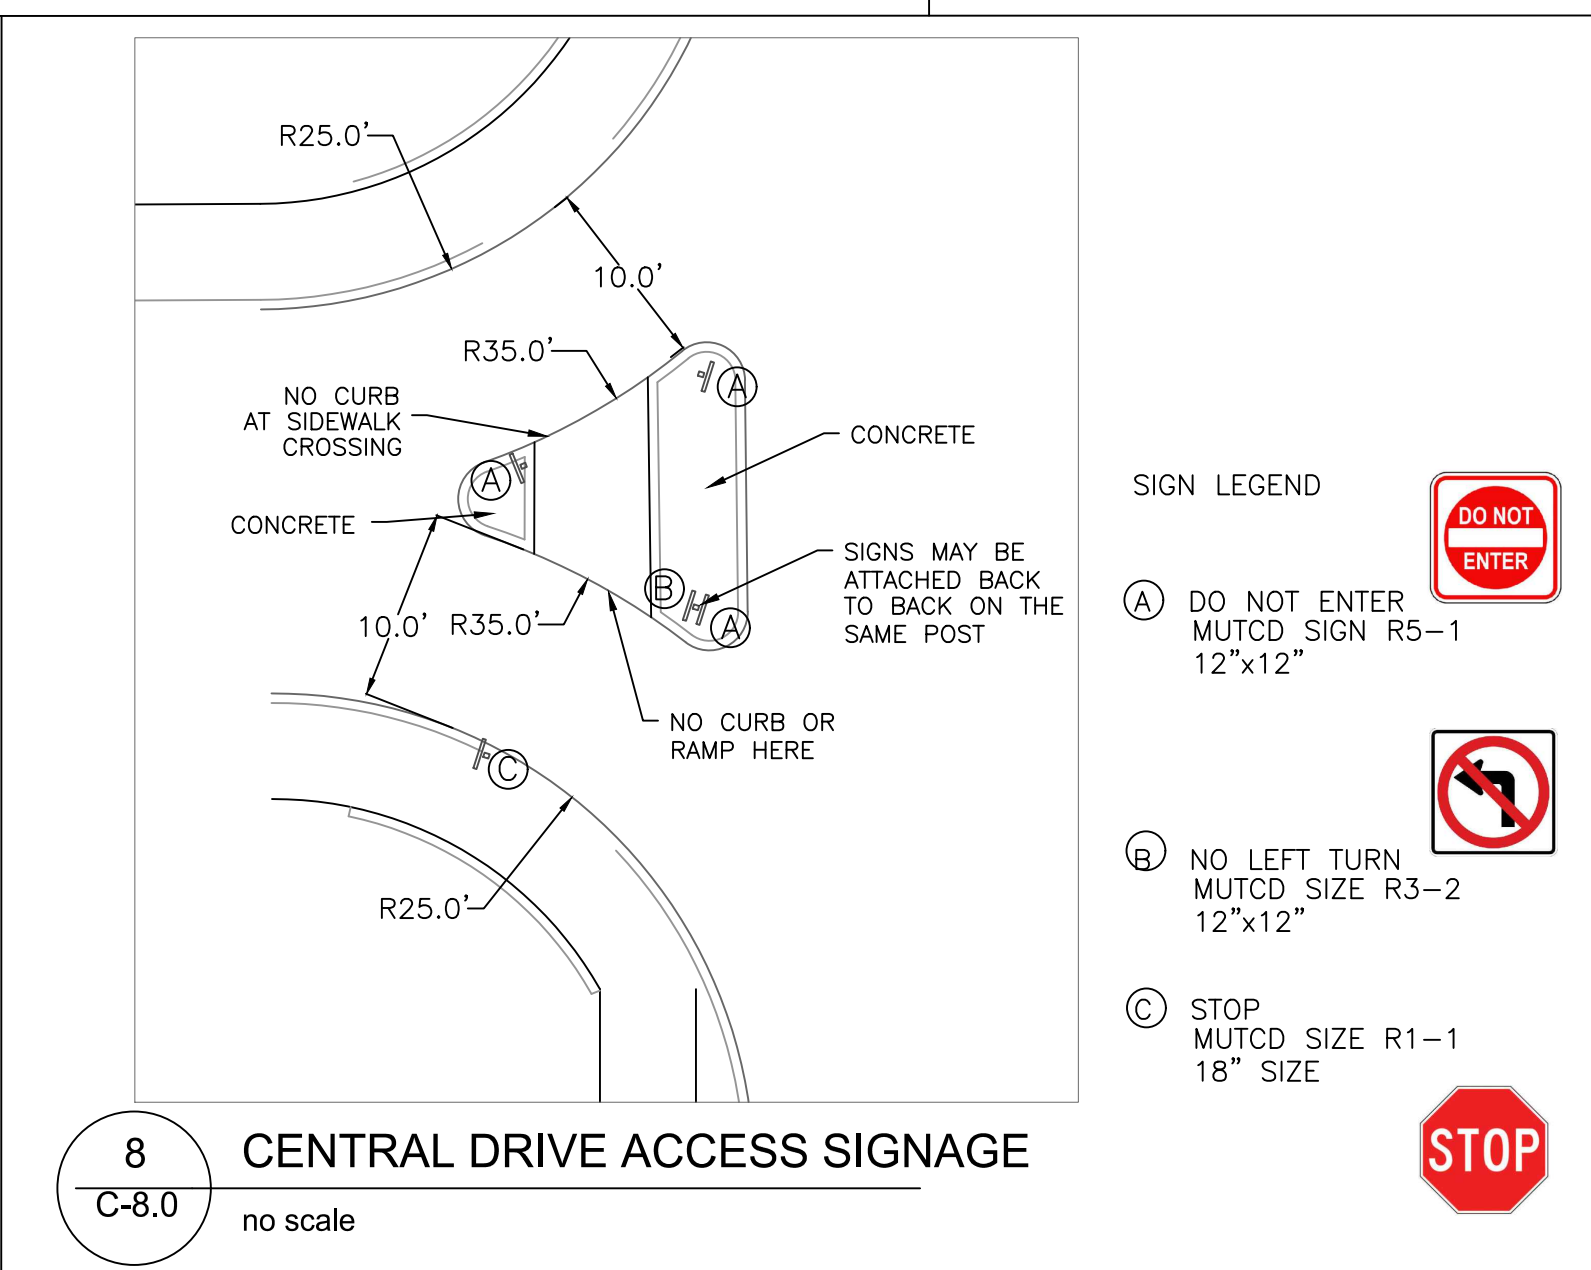 R25.0'
10.0'
R35.0'
NO CURB
AT SIDEWALK
CROSSING
A
CONCRETE
A
CONCRETE
SIGNS MAY BE
ATTACHED BACK
TO BACK ON THE
SAME POST
B
A
10.0'
R35.0'
NO CURB OR
RAMP HERE
C
R25.0'
SIGN LEGEND
DO NOT
ENTER
A DO NOT ENTER
MUTCD SIGN R5-1
12"x12"
B NO LEFT TURN
MUTCD SIZE R3-2
12"x12"
C STOP
MUTCD SIZE R1-1
18" SIZE
STOP
8
C-8.0
CENTRAL DRIVE ACCESS SIGNAGE
no scale